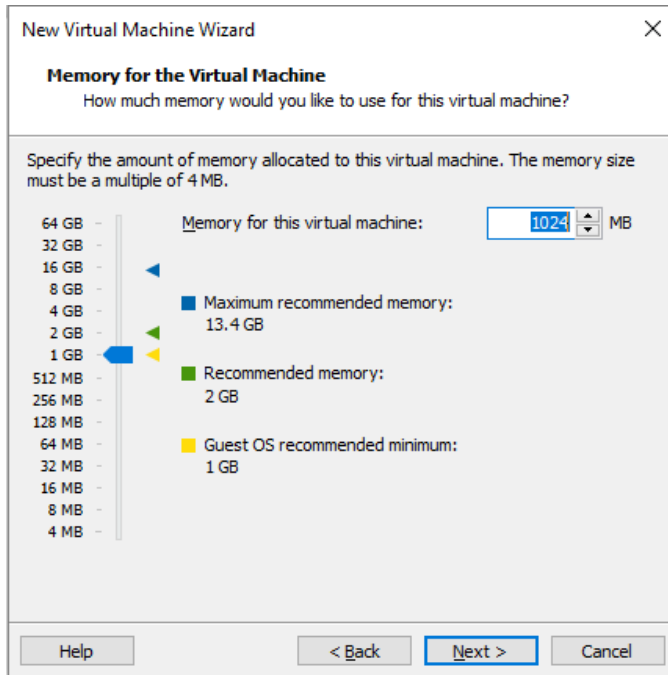 New Virtual Machine Wizard
Memory for the Virtual Machine
How much memory would you like to use for this virtual machine?
Specify the amount of memory allocated to this virtual machine. The memory size
must be a multiple of 4 MB.
Memory for this virtual machine: 1024 MB
64 GB
32 GB
16 GB
8 GB
4 GB
2 GB
1 GB
512 MB
256 MB
128 MB
64 MB
32 MB
16 MB
8 MB
4 MB
Maximum recommended memory:
13.4 GB
Recommended memory:
2 GB
Guest OS recommended minimum:
1 GB
Help
< Back
Next >
Cancel